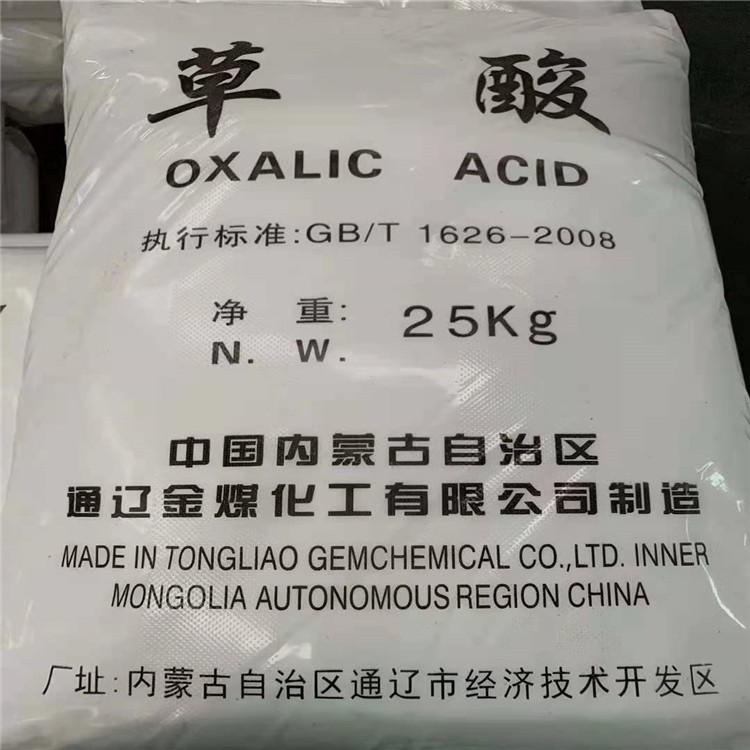 草 酸
OXALIC ACID
执行标准:GB/T 1626-2008
净 重: 25Kg
N. W.
中国内蒙古自治区
通辽金煤化工有限公司制造
MADE IN TONGLIAO GEMCHEMICAL CO.,LTD. INNER
MONGOLIA AUTONOMOUS REGION CHINA
厂址:内蒙古自治区通辽市经济技术开发区